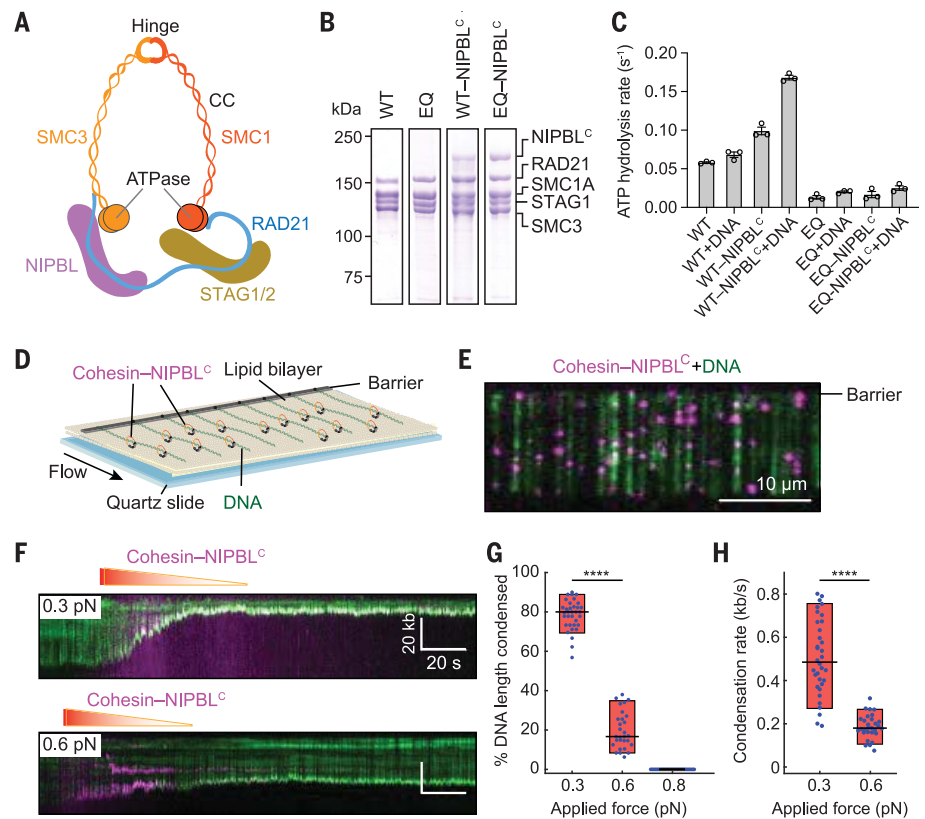 A
Hinge
CC
SMC3
SMC1
ATPase
RAD21
NIPBL
STAG1/2
B
kDa
WT
EQ
WT–NIPBLᶜ
EQ–NIPBLᶜ
250
150
100
75
NIPBLᶜ
RAD21
SMC1A
STAG1
SMC3
C
ATP hydrolysis rate (s⁻¹)
0.20
0.15
0.10
0.05
0.00
WT
WT+DNA
WT–NIPBLᶜ
WT–NIPBLᶜ+DNA
EQ
EQ+DNA
EQ–NIPBLᶜ
EQ-NIPBLᶜ+DNA
D
Cohesin–NIPBLᶜ
Lipid bilayer
Barrier
Flow
Quartz slide
DNA
E
Cohesin–NIPBLᶜ+DNA
Barrier
10 µm
F
Cohesin–NIPBLᶜ
0.3 pN
20 kb
20 s
Cohesin–NIPBLᶜ
0.6 pN
G
% DNA length condensed
100
80
60
40
20
0
****
0.3 0.6 0.8
Applied force (pN)
H
Condensation rate (kb/s)
0.8
0.6
0.4
0.2
0
****
0.3 0.6
Applied force (pN)